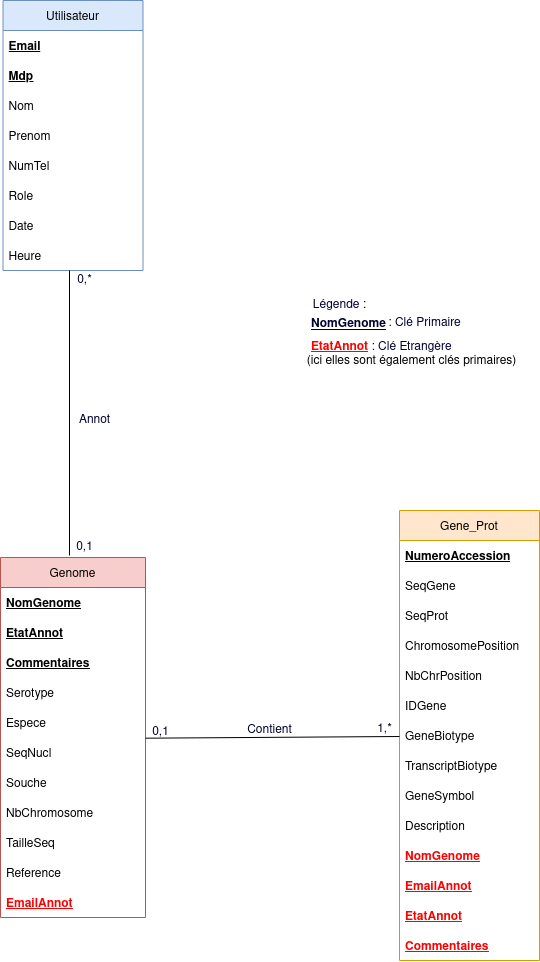 Utilisateur
Email
Mdp
Nom
Prenom
NumTel
Role
Date
Heure
0,*
Légende :
NomGenome : Clé Primaire
EtatAnnot : Clé Etrangère
(ici elles sont également clés primaires)
Annot
0,1
Genome
NomGenome
EtatAnnot
Commentaires
Serotype
Espece
SeqNucl
Souche
NbChromosome
TailleSeq
Reference
EmailAnnot
0,1
Contient
1,*
Gene_Prot
NumeroAccession
SeqGene
SeqProt
ChromosomePosition
NbChrPosition
IDGene
GeneBiotype
TranscriptBiotype
GeneSymbol
Description
NomGenome
EmailAnnot
EtatAnnot
Commentaires